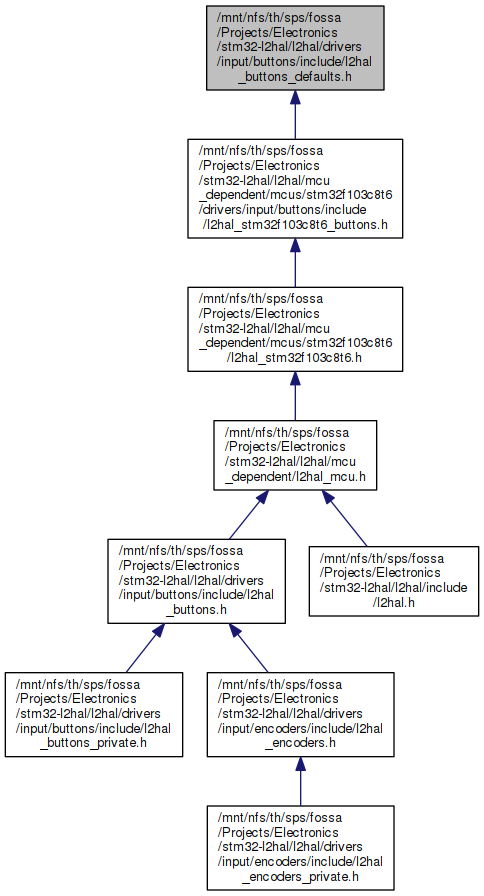 /mnt/nfs/th/sps/fossa
/Projects/Electronics
/stm32-l2hal/l2hal/drivers
/input/buttons/include/l2hal
_buttons_defaults.h
/mnt/nfs/th/sps/fossa
/Projects/Electronics
/stm32-l2hal/l2hal/mcu
_dependent/mcus/stm32f103c8t6
/drivers/input/buttons/include
/l2hal_stm32f103c8t6_buttons.h
/mnt/nfs/th/sps/fossa
/Projects/Electronics
/stm32-l2hal/l2hal/mcu
_dependent/mcus/stm32f103c8t6
/l2hal_stm32f103c8t6.h
/mnt/nfs/th/sps/fossa
/Projects/Electronics
/stm32-l2hal/l2hal/mcu
_dependent/l2hal_mcu.h
/mnt/nfs/th/sps/fossa
/Projects/Electronics
/stm32-l2hal/l2hal/drivers
/input/buttons/include/l2hal
_buttons.h
/mnt/nfs/th/sps/fossa
/Projects/Electronics
/stm32-l2hal/l2hal/include
/l2hal.h
/mnt/nfs/th/sps/fossa
/Projects/Electronics
/stm32-l2hal/l2hal/drivers
/input/buttons/include/l2hal
_buttons_private.h
/mnt/nfs/th/sps/fossa
/Projects/Electronics
/stm32-l2hal/l2hal/drivers
/input/encoders/include/l2hal
_encoders.h
/mnt/nfs/th/sps/fossa
/Projects/Electronics
/stm32-l2hal/l2hal/drivers
/input/encoders/include/l2hal
_encoders_private.h